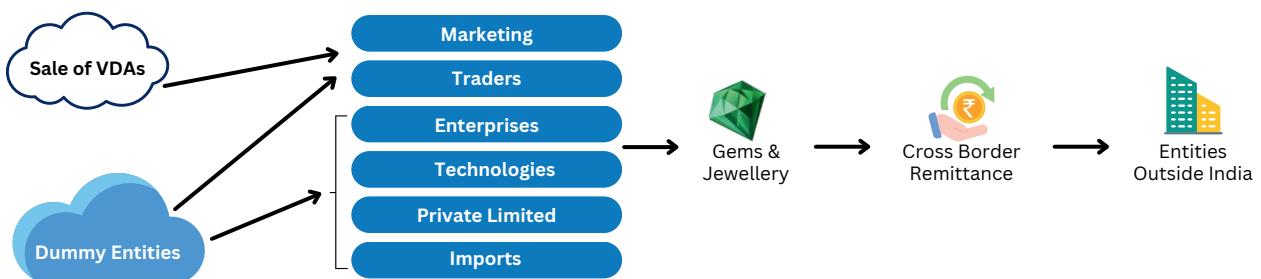 Sale of VDAs
Dummy Entities
Marketing
Traders
Enterprises
Technologies
Private Limited
Imports
Gems &
Jewellery
₹
Cross Border
Remittance
Entities
Outside India